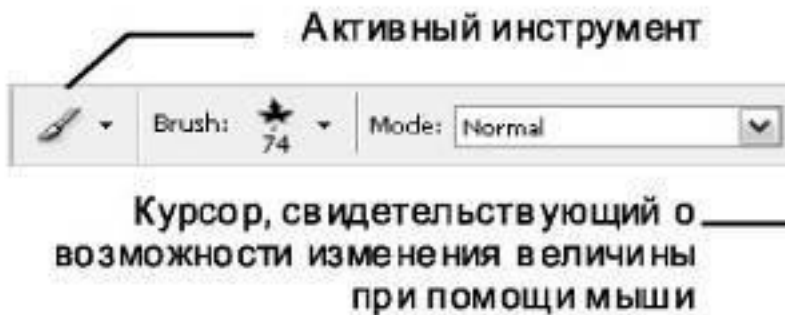 Активный инструмент
Brush: 74 Mode: Normal
Курсор, свидетельствующий о
возможности изменения величины
при помощи мыши